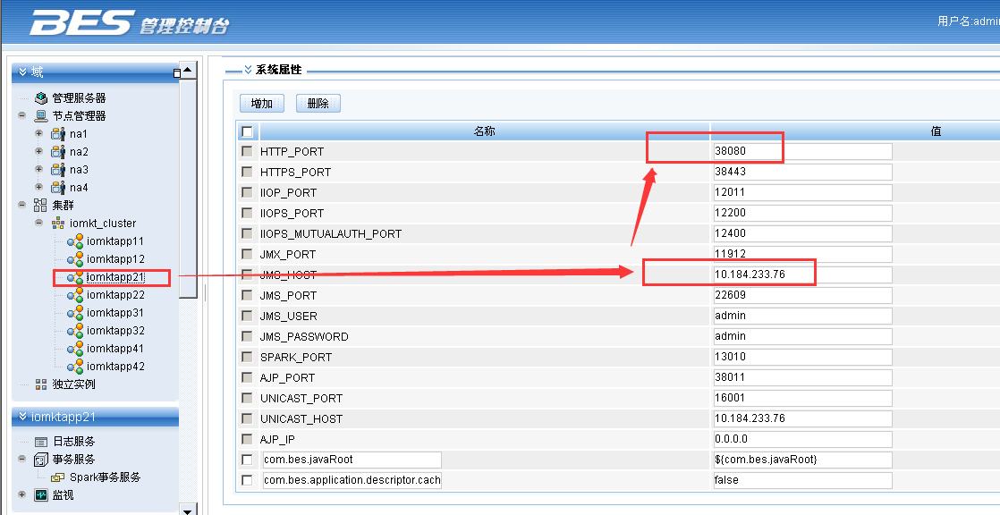 BES 管理控制台
用户名:admi
域
管理服务器
节点管理器
na1
na2
na3
na4
集群
iomkt_cluster
iomktapp11
iomktapp12
iomktapp21
iomktapp22
iomktapp31
iomktapp32
iomktapp41
iomktapp42
独立实例
iomktapp21
日志服务
事务服务
Spark事务服务
监视
系统属性
增加 删除
名称 值
HTTP_PORT 38080
HTTPS_PORT 38443
IIOP_PORT 12011
IIOPS_PORT 12200
IIOPS_MUTUALAUTH_PORT 12400
JMX_PORT 11912
JMS_HOST 10.184.233.76
JMS_PORT 22609
JMS_USER admin
JMS_PASSWORD admin
SPARK_PORT 13010
AJP_PORT 38011
UNICAST_PORT 16001
UNICAST_HOST 10.184.233.76
AJP_IP 0.0.0.0
com.bes.javaRoot ${com.bes.javaRoot}
com.bes.application.descriptor.cach false